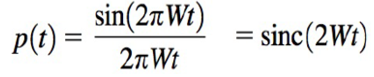 p(t) = sin(2πWt) / 2πWt = sinc(2Wt)